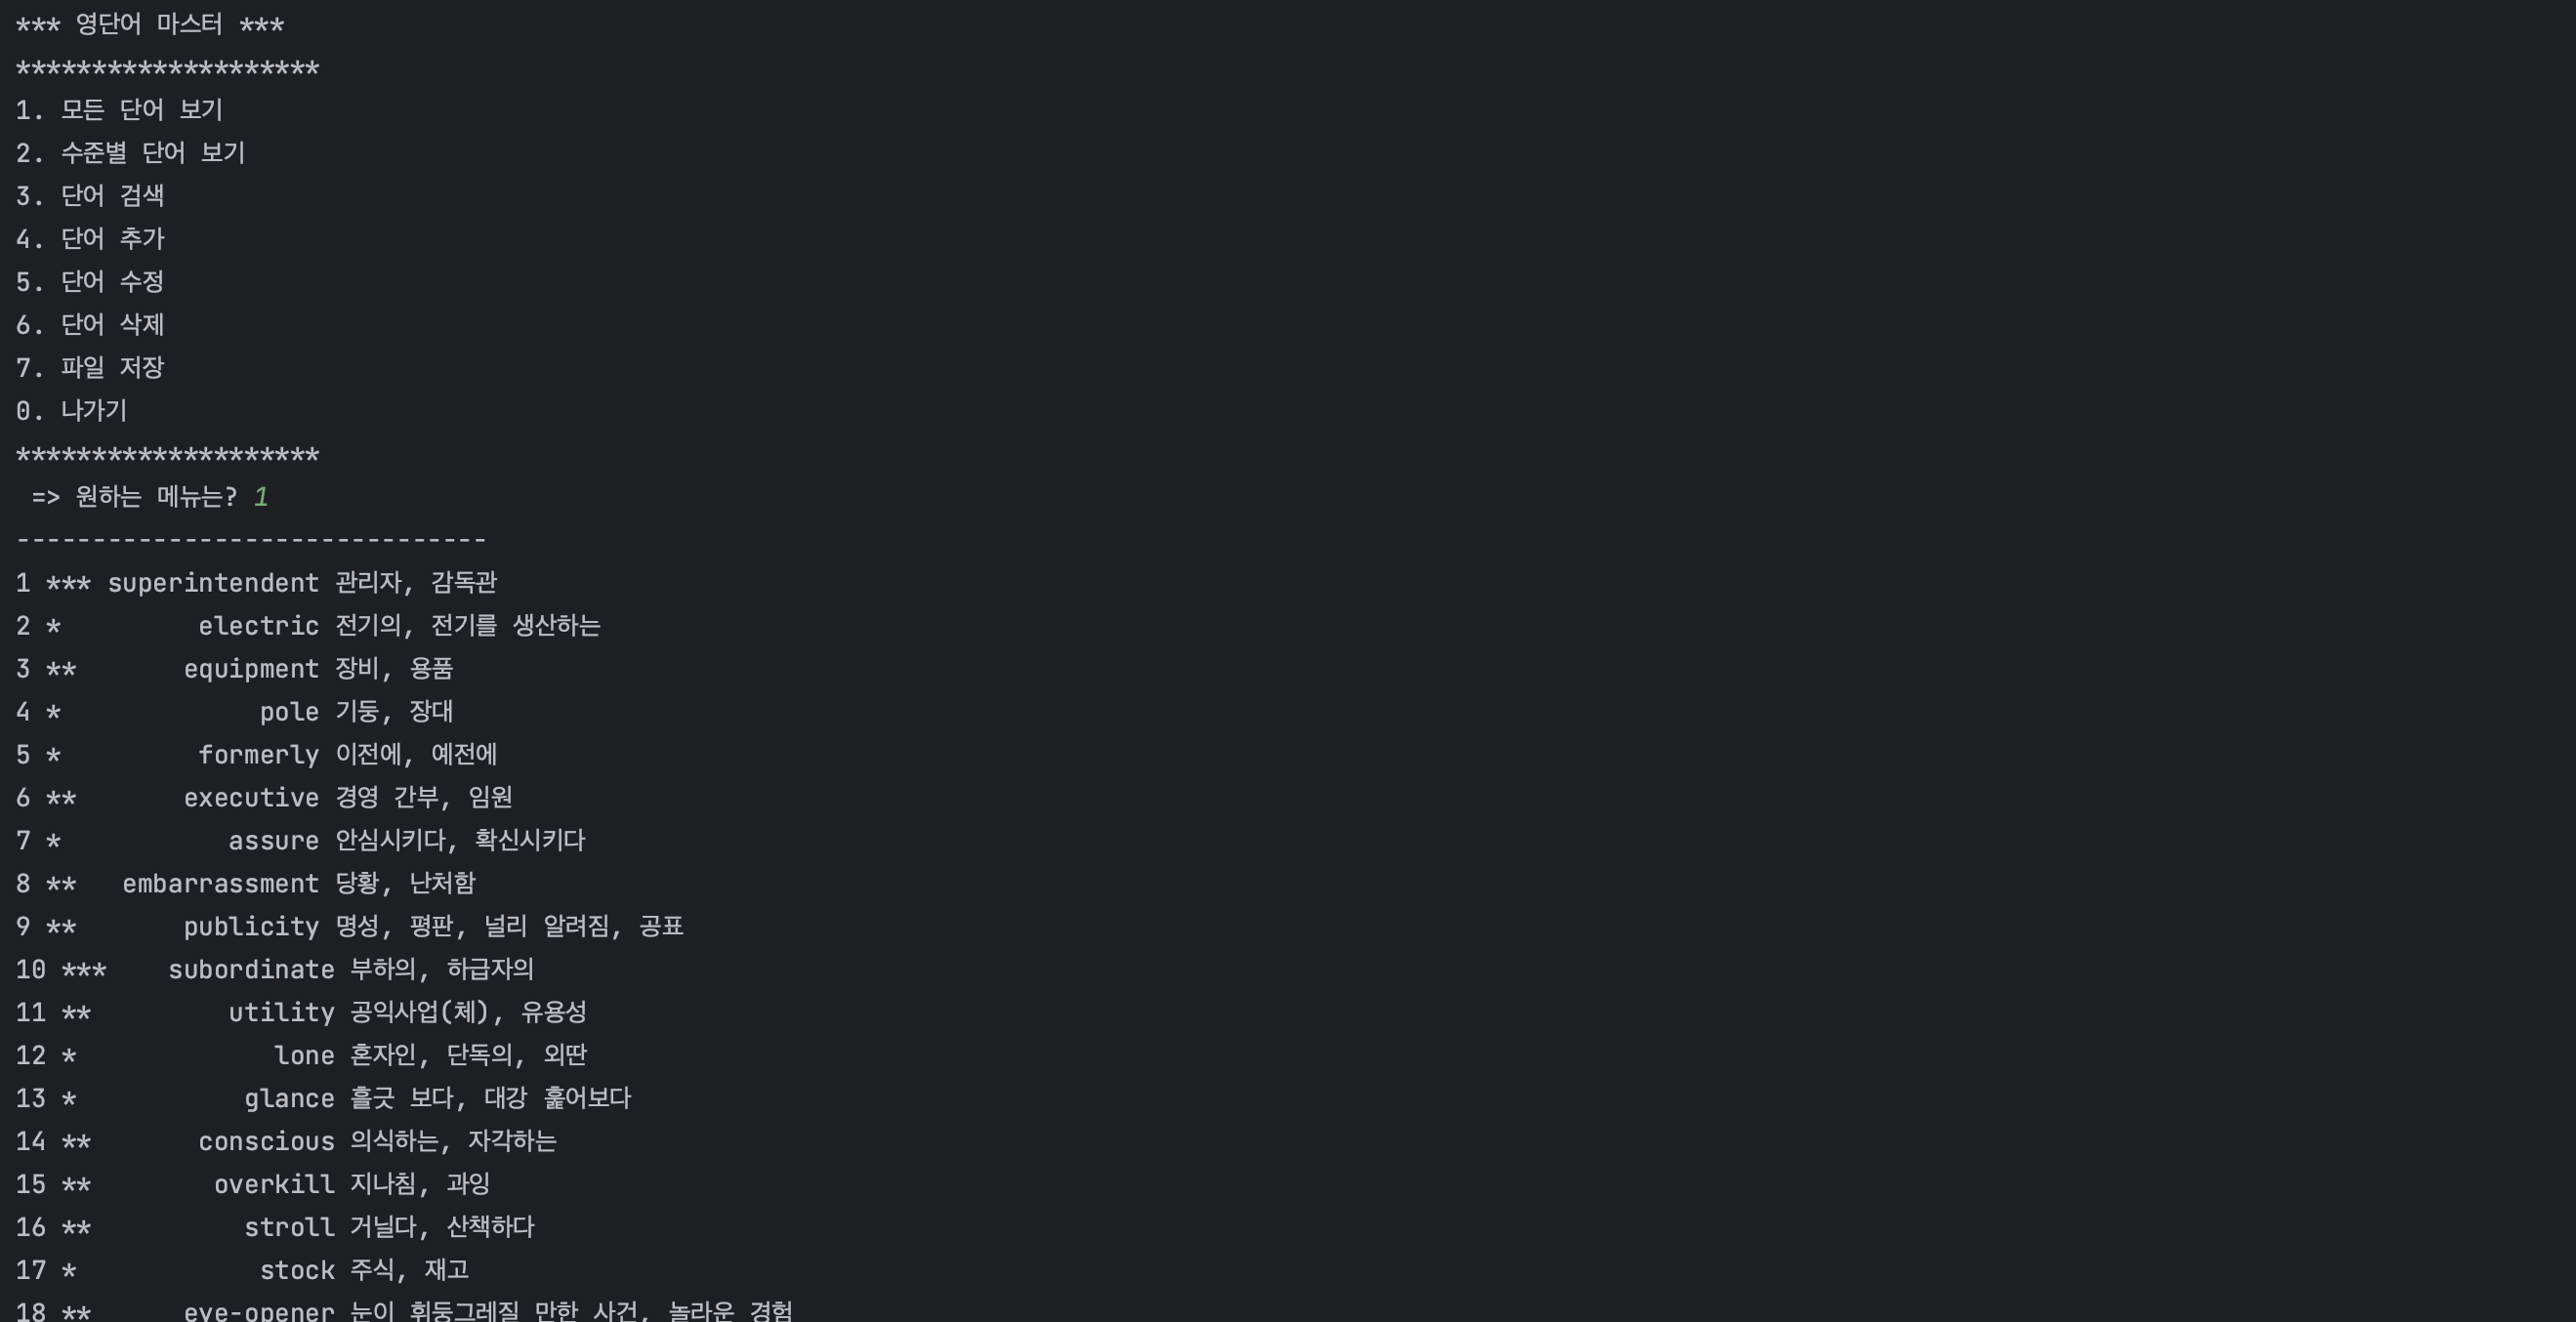 *** 영단어 마스터 ***
********************
1. 모든 단어 보기
2. 수준별 단어 보기
3. 단어 검색
4. 단어 추가
5. 단어 수정
6. 단어 삭제
7. 파일 저장
0. 나가기
********************
=> 원하는 메뉴는? 1
-------------------------------
1 *** superintendent 관리자, 감독관
2 *         electric 전기의, 전기를 생산하는
3 **       equipment 장비, 용품
4 *             pole 기둥, 장대
5 *         formerly 이전에, 예전에
6 **       executive 경영 간부, 임원
7 *           assure 안심시키다, 확신시키다
8 **   embarrassment 당황, 난처함
9 **       publicity 명성, 평판, 널리 알려짐, 공표
10 ***    subordinate 부하의, 하급자의
11 **         utility 공익사업(체), 유용성
12 *             lone 혼자인, 단독의, 외딴
13 *           glance 흘긋 보다, 대강 훑어보다
14 **       conscious 의식하는, 자각하는
15 **        overkill 지나침, 과잉
16 **          stroll 거닐다, 산책하다
17 *            stock 주식, 재고
18 **      eye-opener 눈이 휘둥그레질 만한 사건, 놀라운 경험